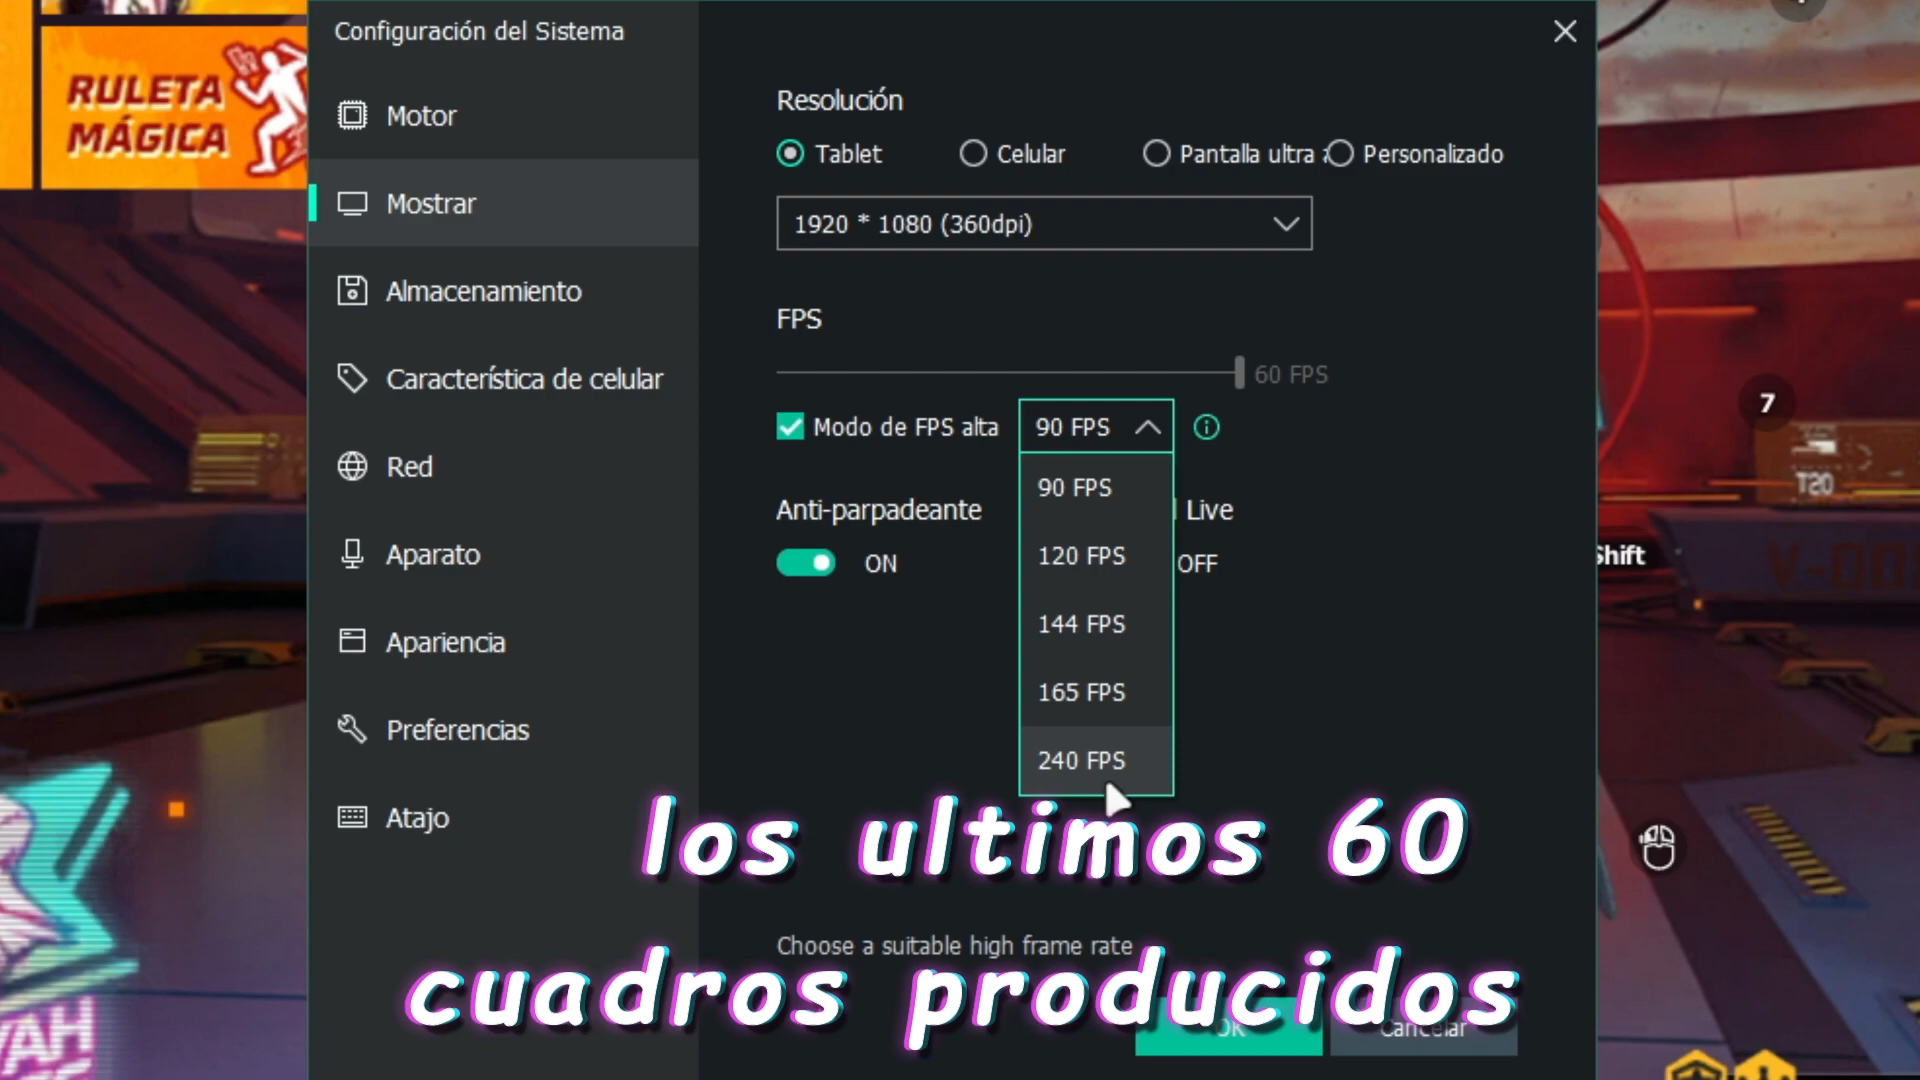 Configuración del Sistema
RULETA
MÁGICA
Motor
Mostrar
Almacenamiento
Característica de celular
Red
Aparato
Apariencia
Preferencias
Atajo
Resolución
Tablet
Celular
Pantalla ultra
Personalizado
1920 * 1080 (360dpi)
FPS
60 FPS
Modo de FPS alta
90 FPS
90 FPS
120 FPS
144 FPS
165 FPS
240 FPS
Anti-parpadeante
Live
ON
OFF
7
Shift
los ultimos 60
Choose a suitable high frame rate
cuadros producidos
OK
Cancelar
YAH